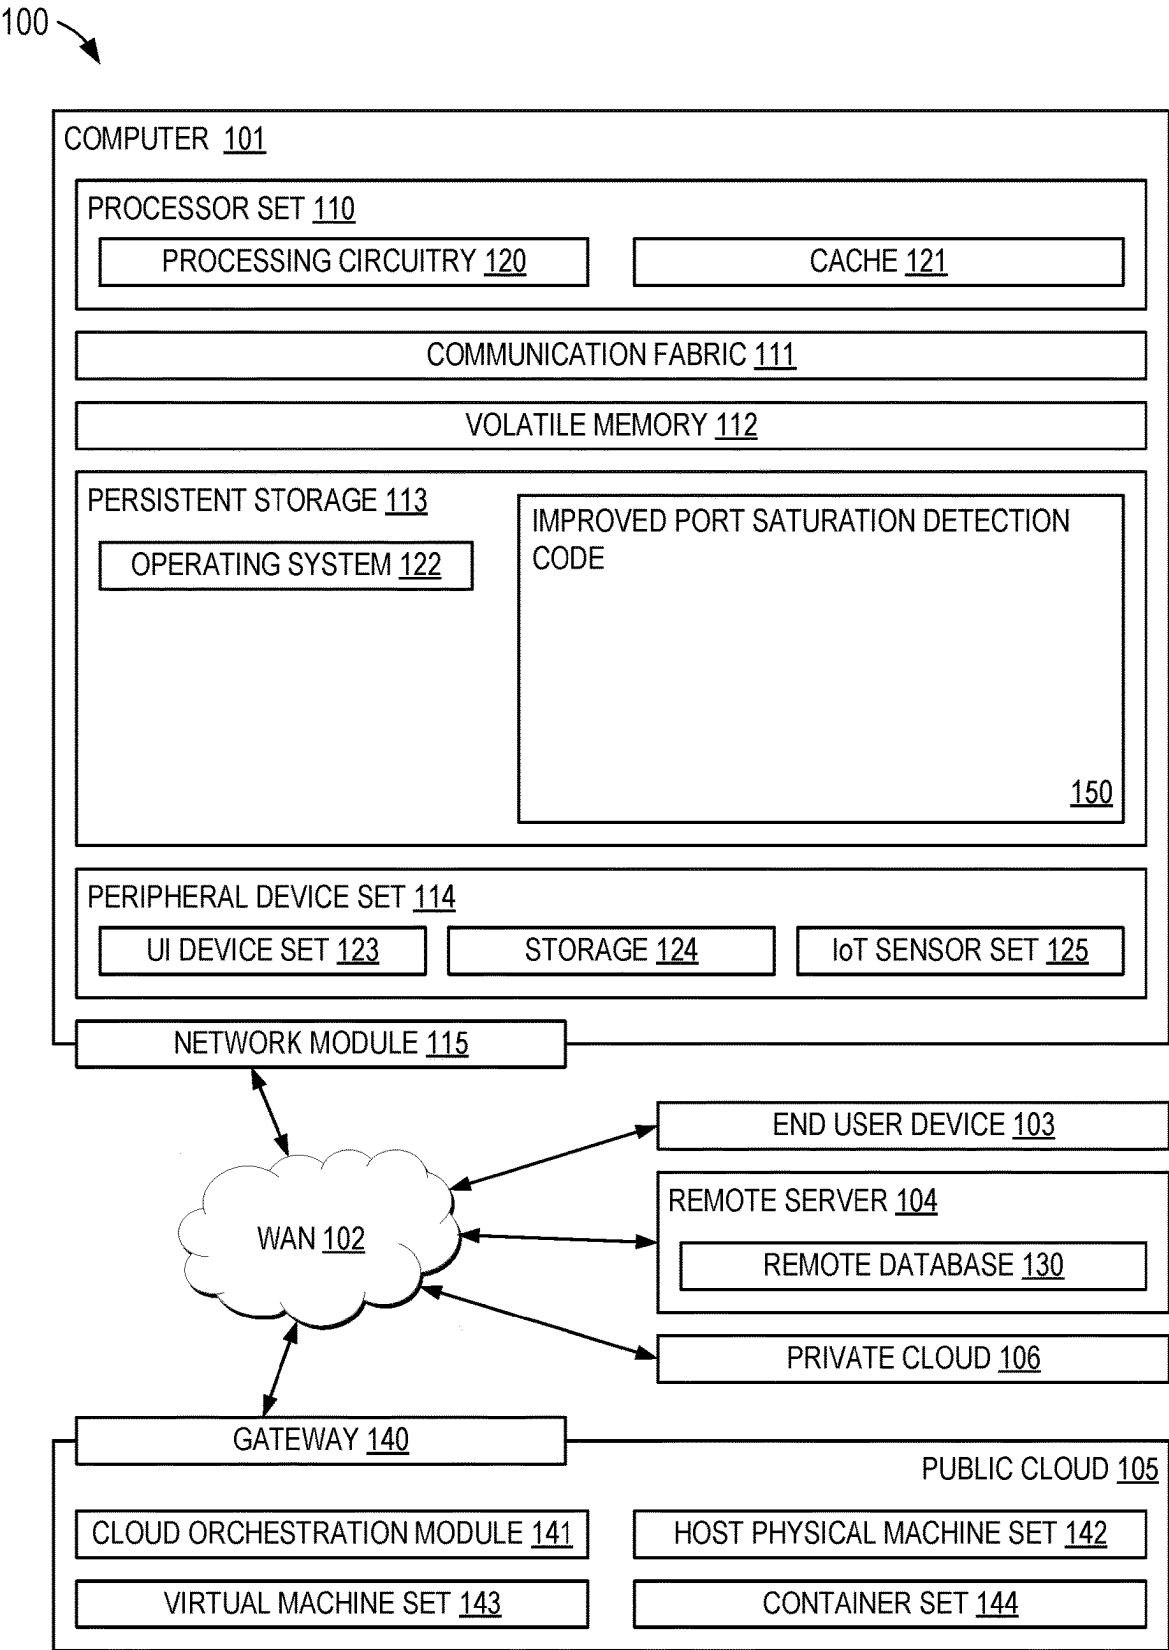 100
COMPUTER 101
PROCESSOR SET 110
PROCESSING CIRCUITRY 120
CACHE 121
COMMUNICATION FABRIC 111
VOLATILE MEMORY 112
PERSISTENT STORAGE 113
OPERATING SYSTEM 122
IMPROVED PORT SATURATION DETECTION
CODE
150
PERIPHERAL DEVICE SET 114
UI DEVICE SET 123
STORAGE 124
IoT SENSOR SET 125
NETWORK MODULE 115
END USER DEVICE 103
REMOTE SERVER 104
WAN 102
REMOTE DATABASE 130
PRIVATE CLOUD 106
GATEWAY 140
PUBLIC CLOUD 105
CLOUD ORCHESTRATION MODULE 141
HOST PHYSICAL MACHINE SET 142
VIRTUAL MACHINE SET 143
CONTAINER SET 144